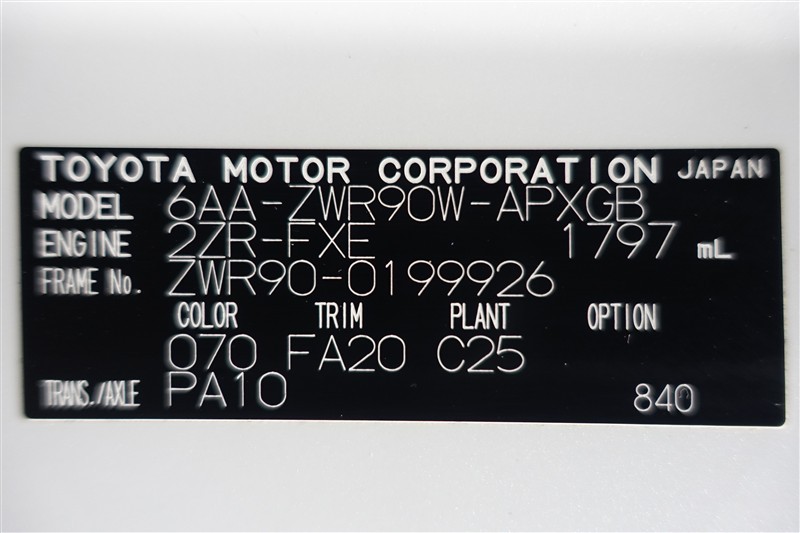 TOYOTA MOTOR CORPORATION JAPAN
MODEL 6AA-ZWR90W-APXGB
ENGINE 2ZR-FXE 1797 mL
FRAME No. ZWR90-0199926
COLOR TRIM PLANT OPTION
070 FA20 C25
TRANS./AXLE PA10 840